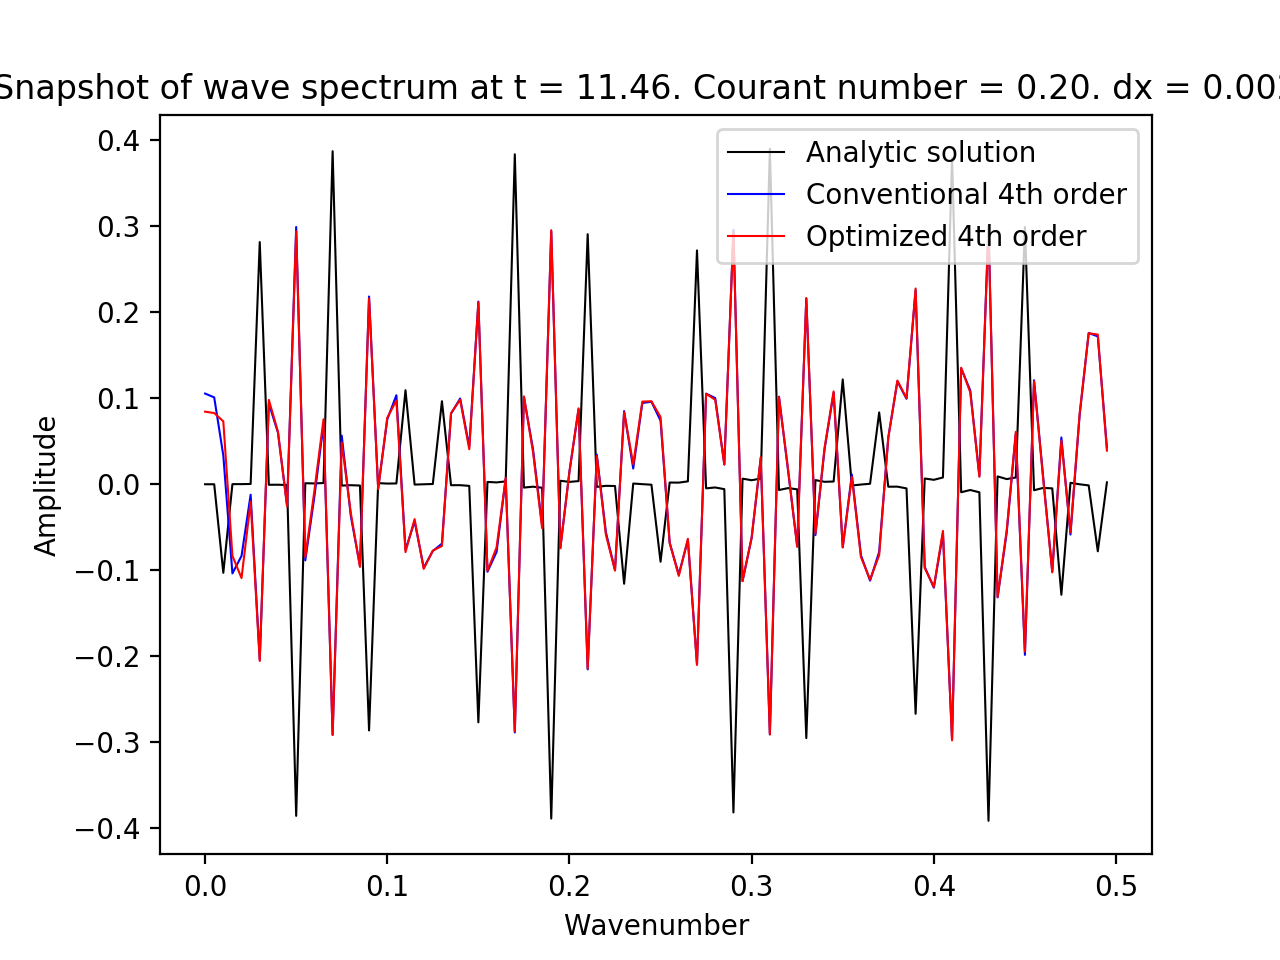 Snapshot of wave spectrum at t = 11.46. Courant number = 0.20. dx = 0.00
Analytic solution
Conventional 4th order
Optimized 4th order
Amplitude
0.4
0.3
0.2
0.1
0.0
−0.1
−0.2
−0.3
−0.4
0.0 0.1 0.2 0.3 0.4 0.5
Wavenumber